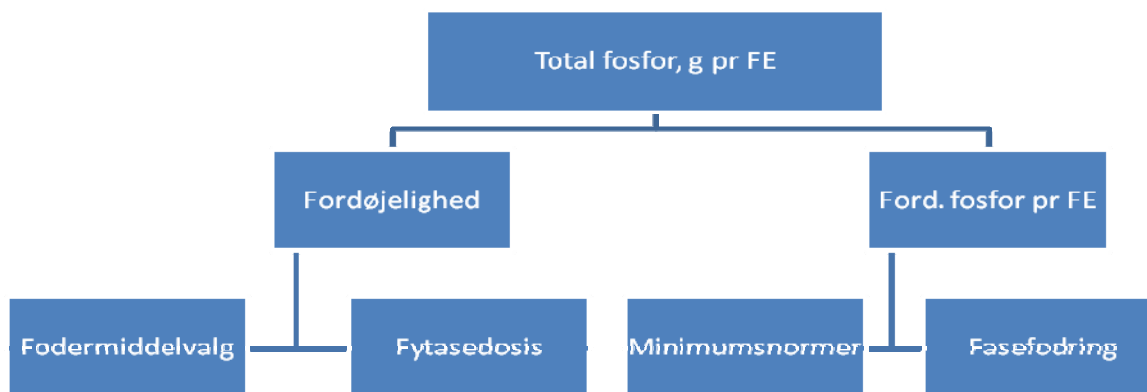 Total fosfor, g pr FE
Fordøjelighed
Ford. fosfor pr FE
Fodermiddelvalg
Fytasedosis
Minimumsnormer
Fasefodring